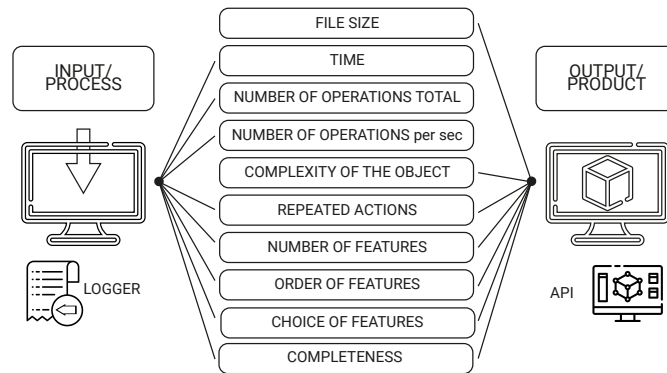 FILE SIZE
INPUT/
PROCESS
TIME
OUTPUT/
PRODUCT
NUMBER OF OPERATIONS TOTAL
NUMBER OF OPERATIONS per sec
COMPLEXITY OF THE OBJECT
REPEATED ACTIONS
NUMBER OF FEATURES
ORDER OF FEATURES
LOGGER
API
CHOICE OF FEATURES
COMPLETENESS